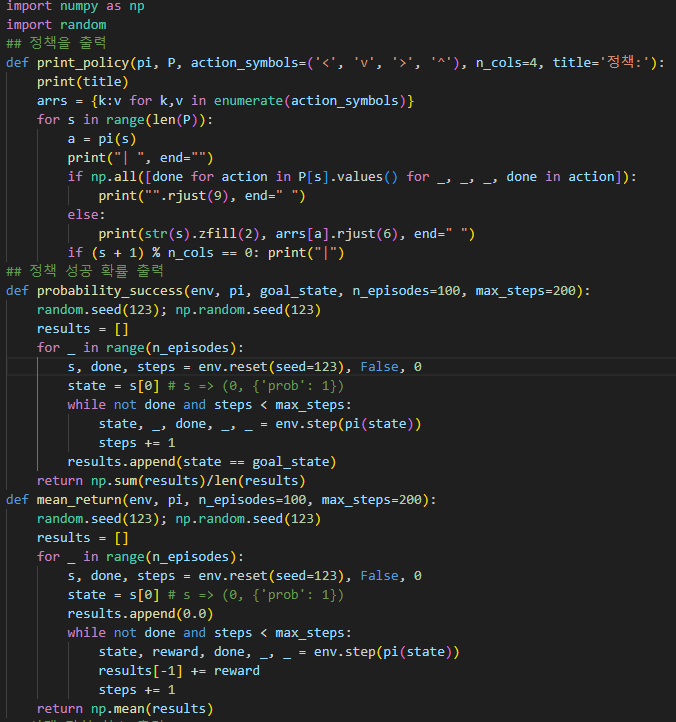 import numpy as np
import random
## 정책을 출력
def print_policy(pi, P, action_symbols=('<', 'v', '>', '^'), n_cols=4, title='정책:'):
    print(title)
    arrs = {k:v for k,v in enumerate(action_symbols)}
    for s in range(len(P)):
        a = pi(s)
        print("| ", end="")
        if np.all([done for action in P[s].values() for _, _, _, done in action]):
            print("".rjust(9), end=" ")
        else:
            print(str(s).zfill(2), arrs[a].rjust(6), end=" ")
        if (s + 1) % n_cols == 0: print("|")
## 정책 성공 확률 출력
def probability_success(env, pi, goal_state, n_episodes=100, max_steps=200):
    random.seed(123); np.random.seed(123)
    results = []
    for _ in range(n_episodes):
        s, done, steps = env.reset(seed=123), False, 0
        state = s[0] # s => (0, {'prob': 1})
        while not done and steps < max_steps:
            state, _, done, _, _ = env.step(pi(state))
            steps += 1
        results.append(state == goal_state)
    return np.sum(results)/len(results)
def mean_return(env, pi, n_episodes=100, max_steps=200):
    random.seed(123); np.random.seed(123)
    results = []
    for _ in range(n_episodes):
        s, done, steps = env.reset(seed=123), False, 0
        state = s[0] # s => (0, {'prob': 1})
        results.append(0.0)
        while not done and steps < max_steps:
            state, reward, done, _, _ = env.step(pi(state))
            results[-1] += reward
            steps += 1
    return np.mean(results)